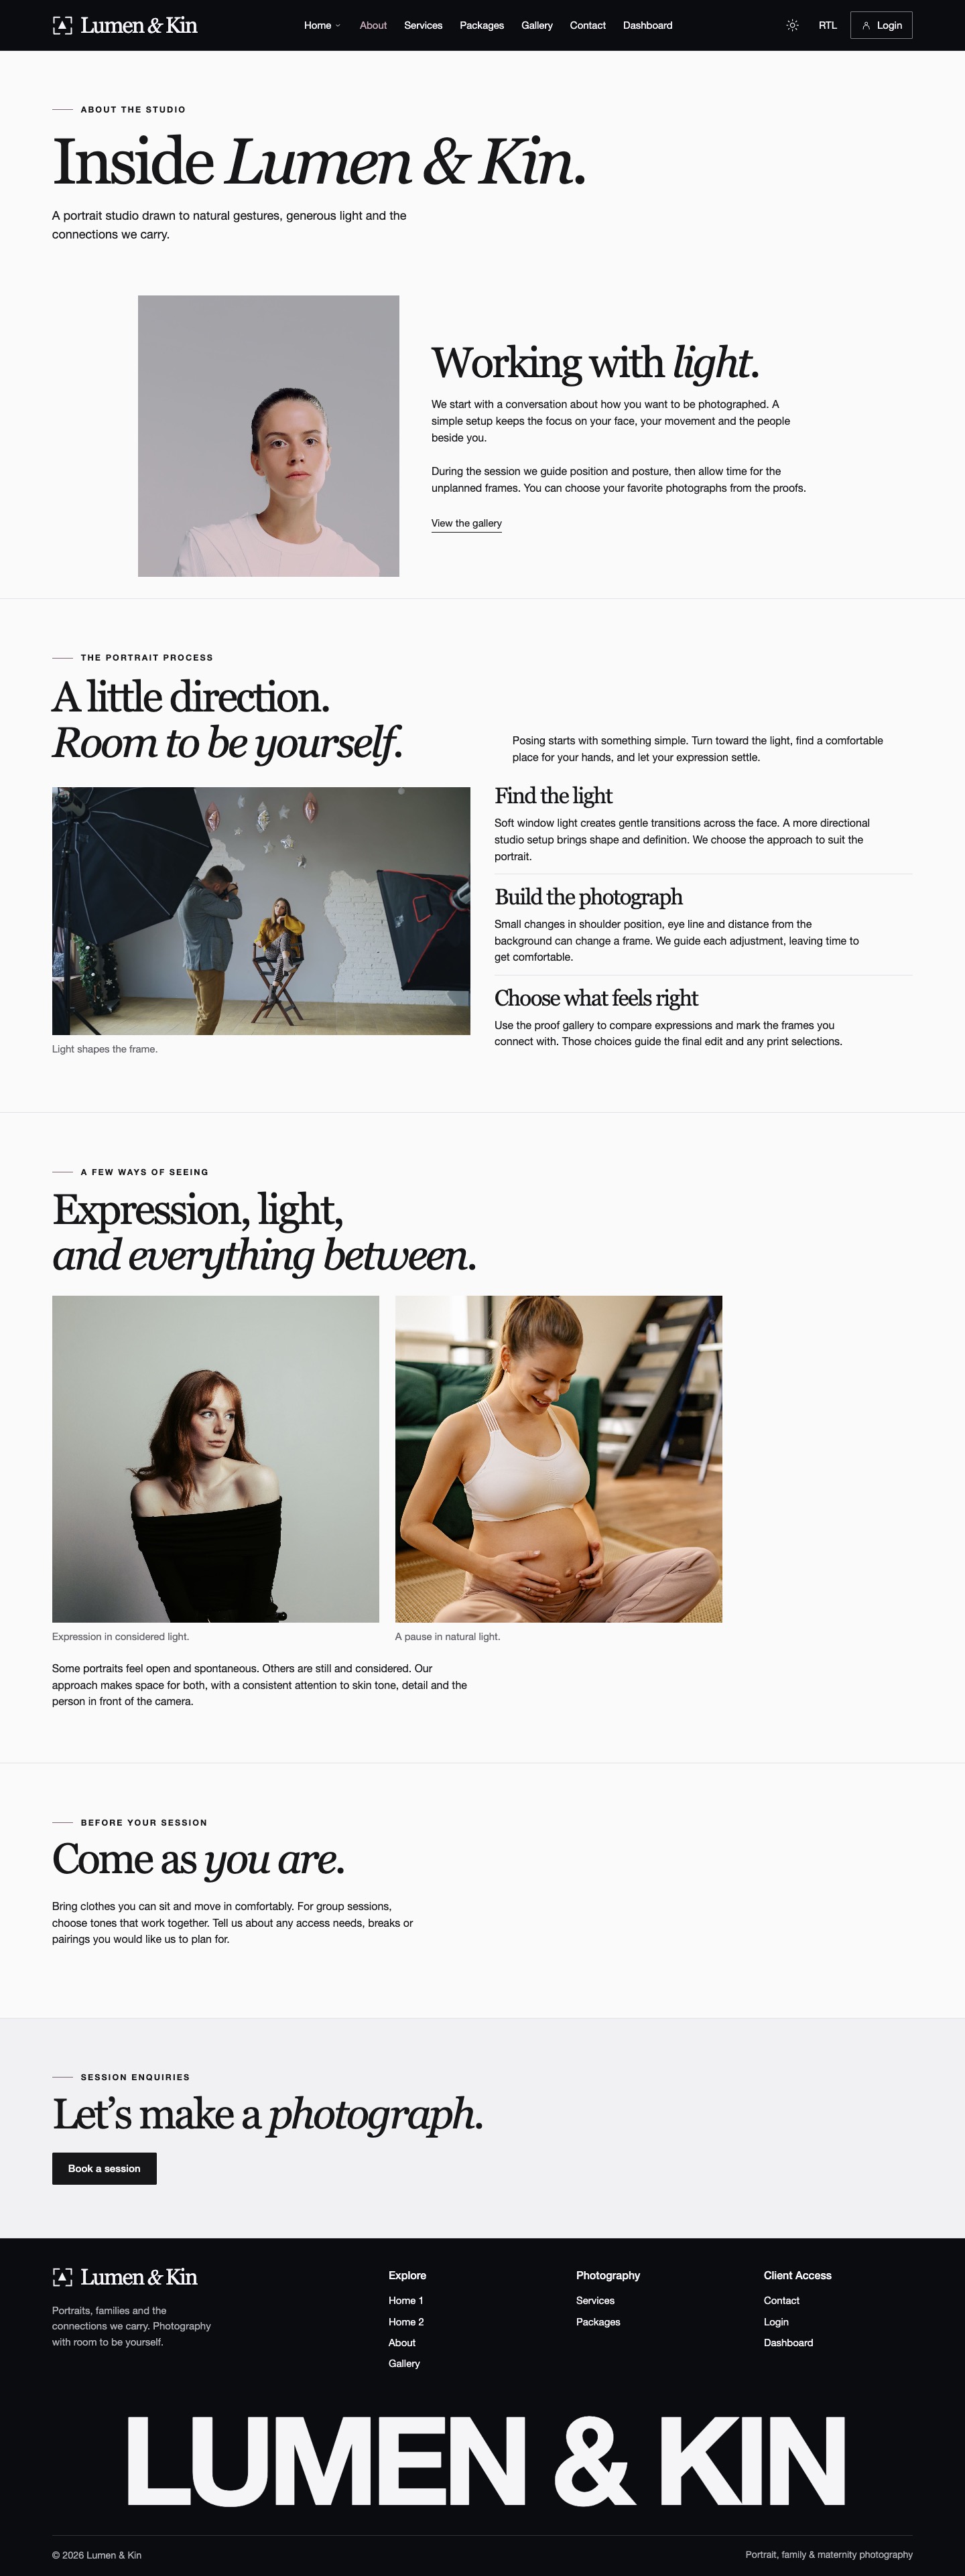 Lumen & Kin
Home
About
Services
Packages
Gallery
Contact
Dashboard
RTL
Login
ABOUT THE STUDIO
Inside Lumen & Kin.
A portrait studio drawn to natural gestures, generous light and the
connections we carry.
Working with light.
We start with a conversation about how you want to be photographed. A
simple setup keeps the focus on your face, your movement and the people
beside you.
During the session we guide position and posture, then allow time for the
unplanned frames. You can choose your favorite photographs from the proofs.
View the gallery
THE PORTRAIT PROCESS
A little direction.
Room to be yourself.
Posing starts with something simple. Turn toward the light, find a comfortable
place for your hands, and let your expression settle.
Light shapes the frame.
Find the light
Soft window light creates gentle transitions across the face. A more directional
studio setup brings shape and definition. We choose the approach to suit the
portrait.
Build the photograph
Small changes in shoulder position, eye line and distance from the
background can change a frame. We guide each adjustment, leaving time to
get comfortable.
Choose what feels right
Use the proof gallery to compare expressions and mark the frames you
connect with. Those choices guide the final edit and any print selections.
A FEW WAYS OF SEEING
Expression, light,
and everything between.
Expression in considered light.
A pause in natural light.
Some portraits feel open and spontaneous. Others are still and considered. Our
approach makes space for both, with a consistent attention to skin tone, detail and the
person in front of the camera.
BEFORE YOUR SESSION
Come as you are.
Bring clothes you can sit and move in comfortably. For group sessions,
choose tones that work together. Tell us about any access needs, breaks or
pairings you would like us to plan for.
SESSION ENQUIRIES
Let’s make a photograph.
Book a session
Lumen & Kin
Portraits, families and the
connections we carry. Photography
with room to be yourself.
Explore
Home 1
Home 2
About
Gallery
Photography
Services
Packages
Client Access
Contact
Login
Dashboard
LUMEN & KIN
© 2026 Lumen & Kin
Portrait, family & maternity photography